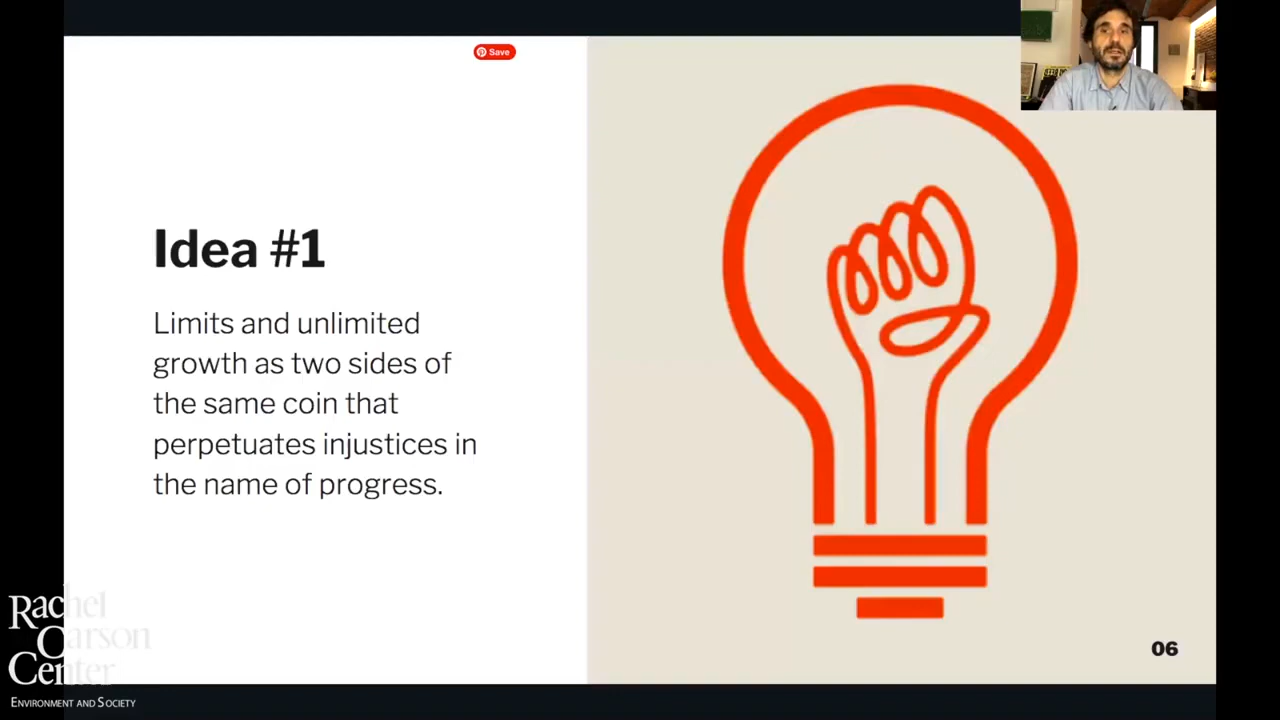 Save
Idea #1
Limits and unlimited
growth as two sides of
the same coin that
perpetuates injustices in
the name of progress.
06
Rachel
Carson
Center
ENVIRONMENT AND SOCIETY